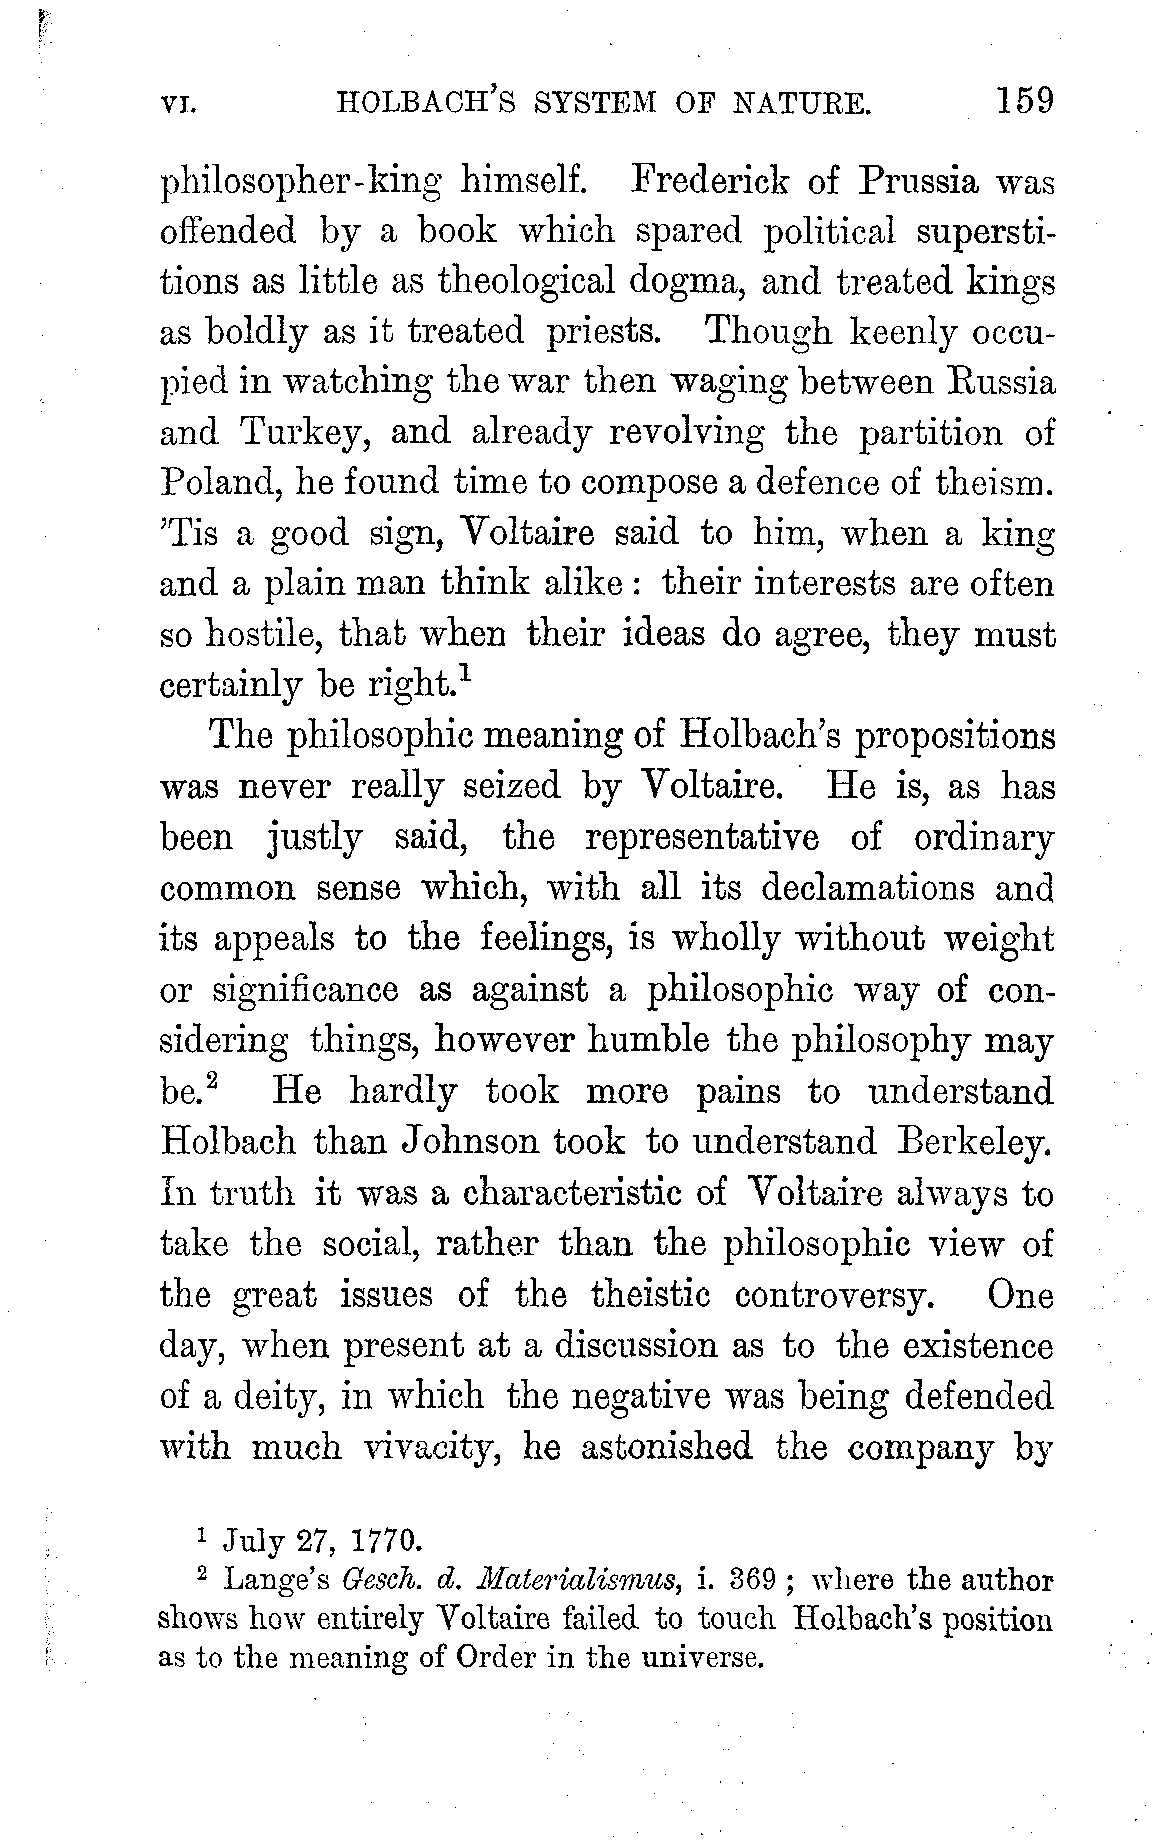 VI. HOLBACH'S SYSTEM OF NATURE. 159
philosopher-king himself. Frederick of Prussia was
offended by a book which spared political supersti-
tions as little as theological dogma, and treated kings
as boldly as it treated priests. Though keenly occu-
pied in watching the war then waging between Russia
and Turkey, and already revolving the partition of
Poland, he found time to compose a defence of theism.
'Tis a good sign, Voltaire said to him, when a king
and a plain man think alike : their interests are often
so hostile, that when their ideas do agree, they must
certainly be right.¹
The philosophic meaning of Holbach's propositions
was never really seized by Voltaire. He is, as has
been justly said, the representative of ordinary
common sense which, with all its declamations and
its appeals to the feelings, is wholly without weight
or significance as against a philosophic way of con-
sidering things, however humble the philosophy may
be.² He hardly took more pains to understand
Holbach than Johnson took to understand Berkeley.
In truth it was a characteristic of Voltaire always to
take the social, rather than the philosophic view of
the great issues of the theistic controversy. One
day, when present at a discussion as to the existence
of a deity, in which the negative was being defended
with much vivacity, he astonished the company by
¹ July 27, 1770.
² Lange's Gesch. d. Materialismus, i. 369 ; where the author
shows how entirely Voltaire failed to touch Holbach's position
as to the meaning of Order in the universe.